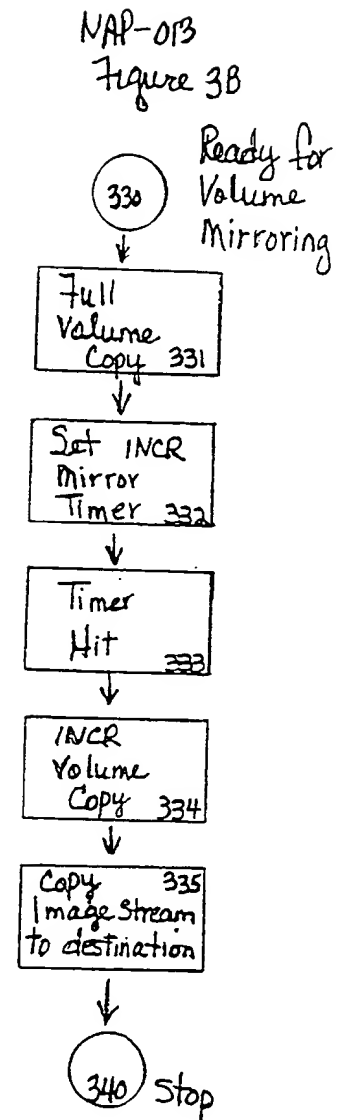 NAP-013
Figure 3B
Ready for
Volume
Mirroring
330
Full
Volume
Copy 331
Set INCR
Mirror
Timer 332
Timer
Hit
333
INCR
Volume
Copy 334
Copy 335
Image Stream
to destination
340 Stop